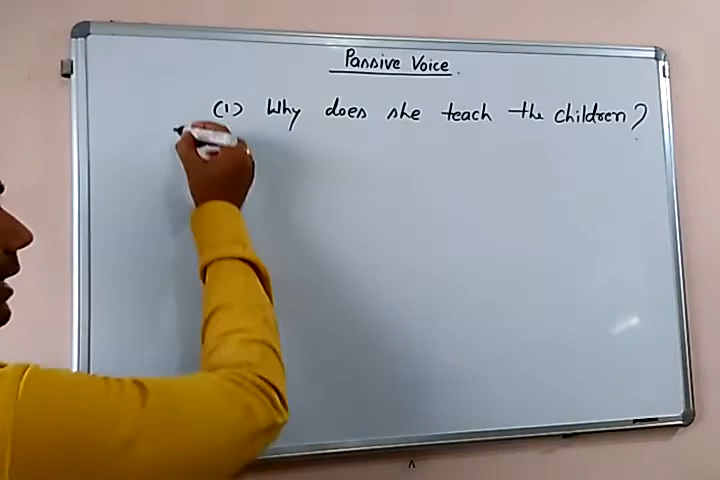 Passive Voice.
(1) Why does she teach the children?